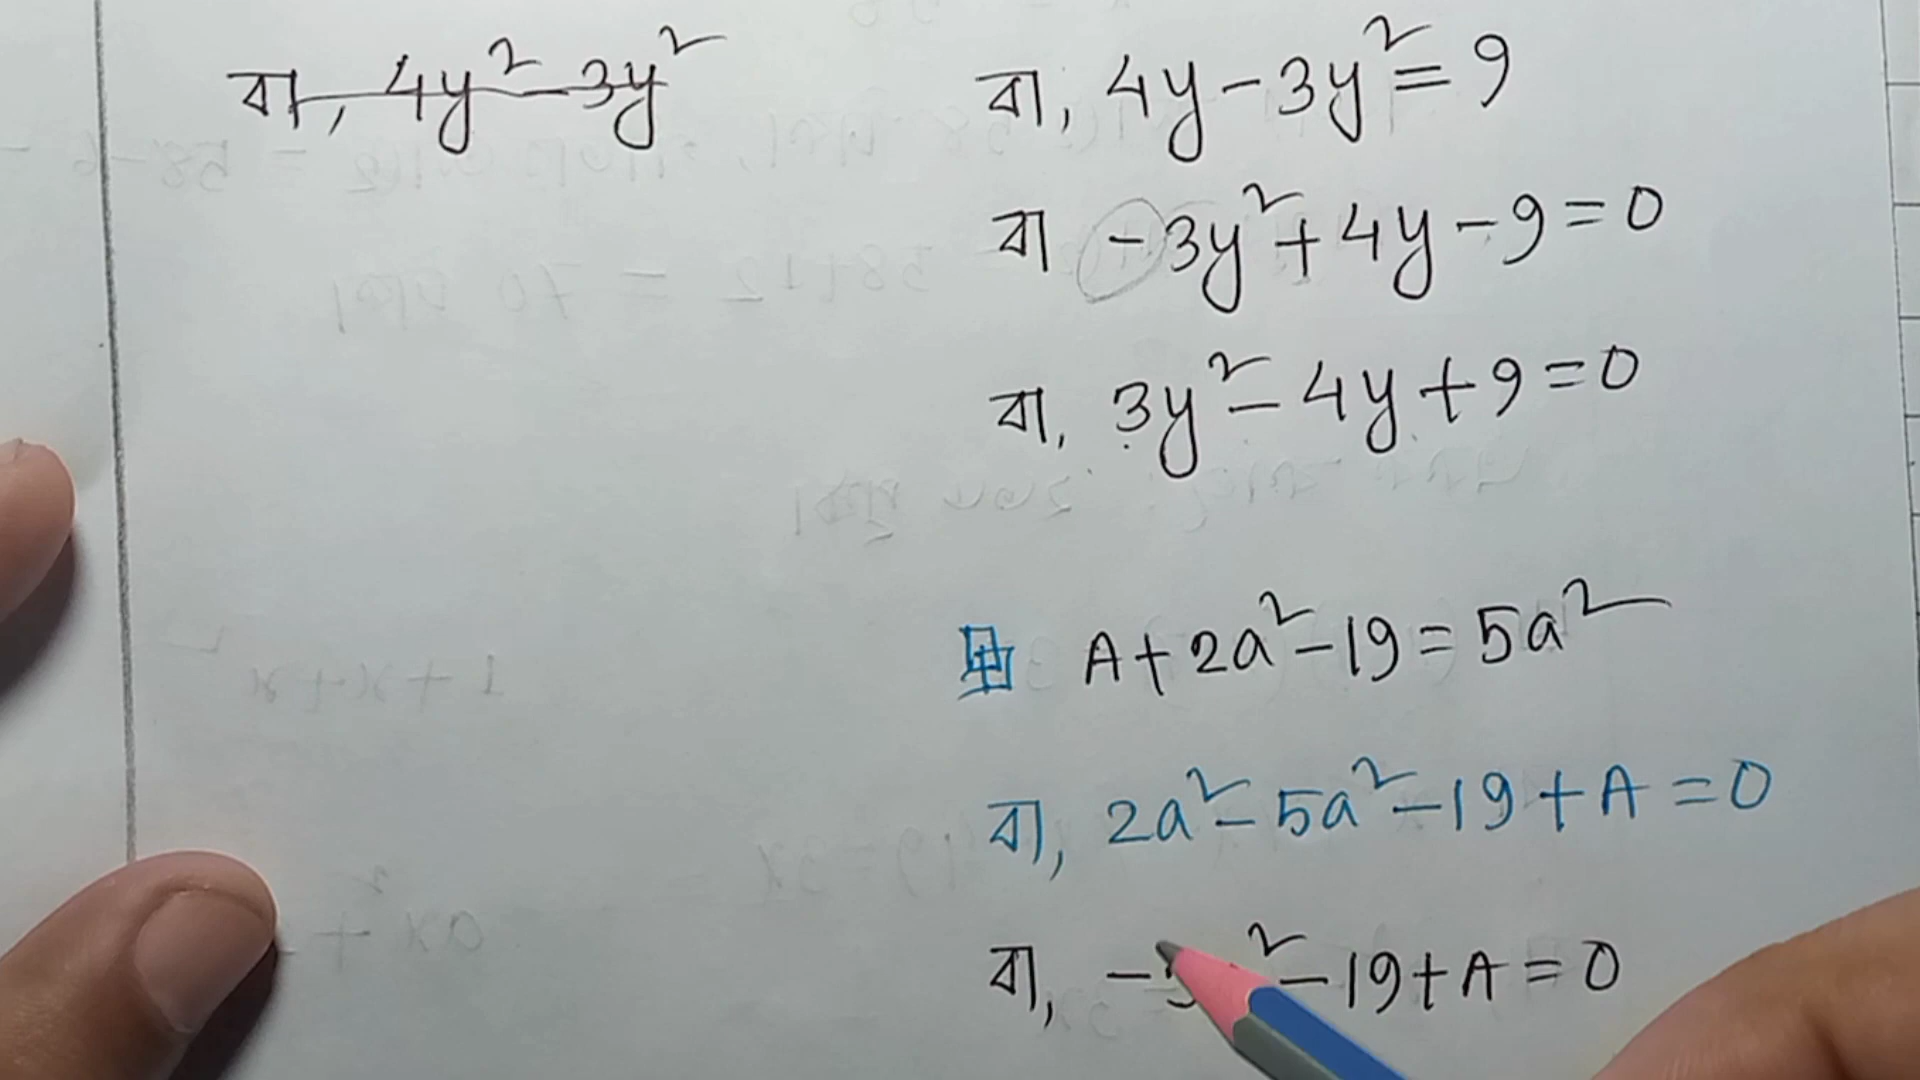 বা, 4y² - 3y²
বা, 4y - 3y² = 9
বা -3y² + 4y - 9 = 0
বা, 3y² - 4y + 9 = 0
A + 2a² - 19 = 5a²
বা, 2a² - 5a² - 19 + A = 0
বা, - ² - 19 + A = 0